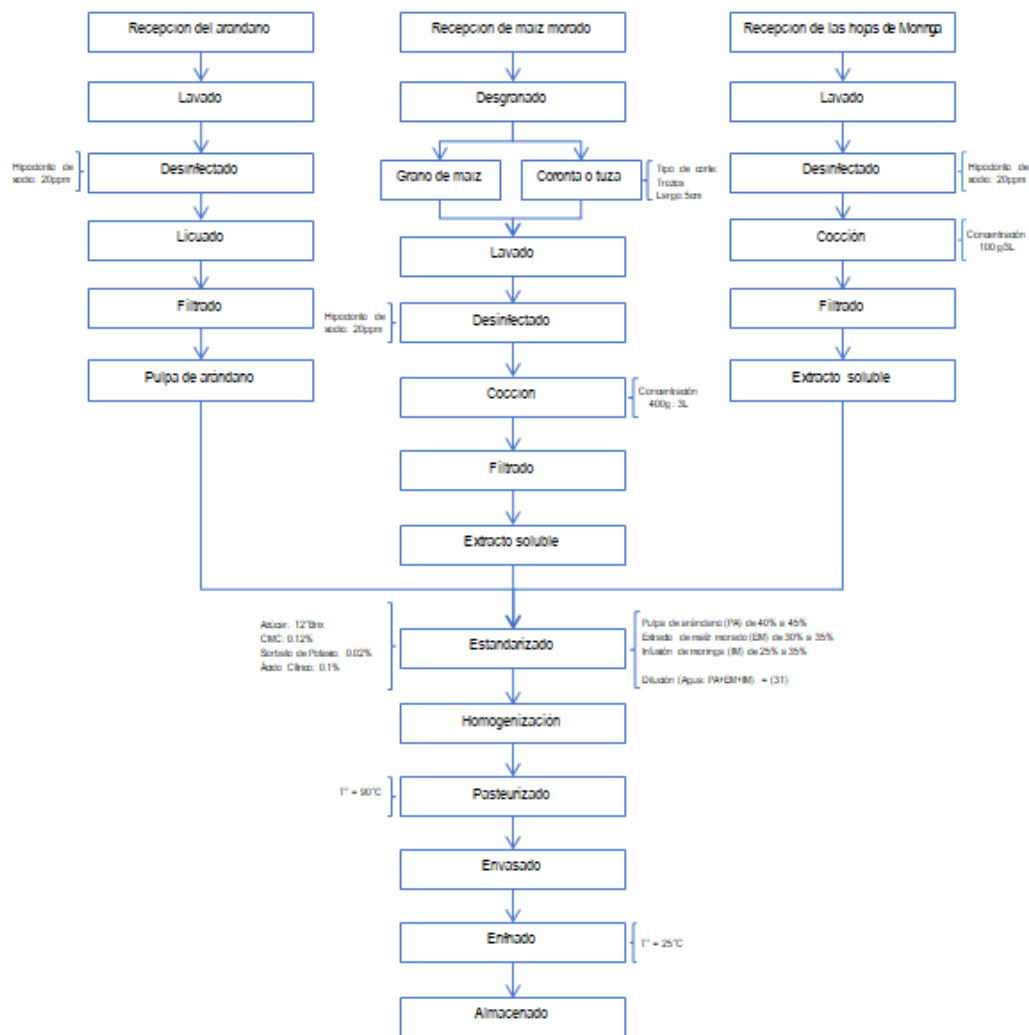 Recepcion del arandano
Recepcion de maiz morado
Recepcion de las hojas de Moringa
Lavado
Desgranado
Lavado
Hipoclorito de
sodio: 20ppm
Desinfectado
Grano de maiz
Coronta o tuza
Tipo de corte:
Trozos
Largo: 5cm
Desinfectado
Hipoclorito de
sodio: 20ppm
Licuado
Lavado
Cocción
Concentración
100 g3L
Filtrado
Hipoclorito de
sodio: 20ppm
Desinfectado
Filtrado
Pulpa de arándano
Coccion
Concentración
400g : 3L
Extracto soluble
Filtrado
Extracto soluble
Azúcar: 12°Brix
CMC: 0.12%
Sorbato de Potasio: 0.02%
Ácido Cítrico: 0.1%
Estandarizado
Pulpa de arándano (PA) de 40% a 45%
Extracto de maíz morado (EM) de 30% a 35%
Infusión de moringa (IM) de 25% a 35%
Dilución (Agua: PA+EM+IM) = (31)
Homogenización
T° = 90°C
Pasteurizado
Envasado
Enfriado
T° = 25°C
Almacenado